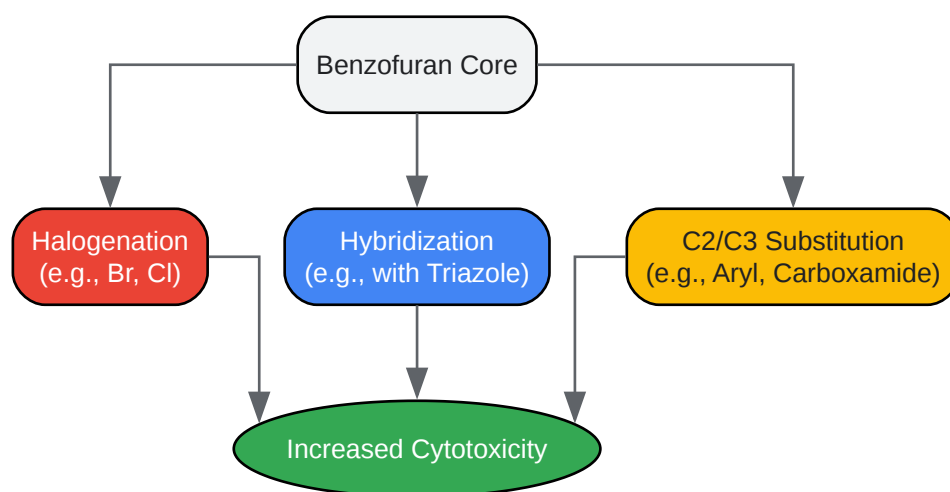 Benzofuran Core
Halogenation
(e.g., Br, Cl)
Hybridization
(e.g., with Triazole)
C2/C3 Substitution
(e.g., Aryl, Carboxamide)
Increased Cytotoxicity